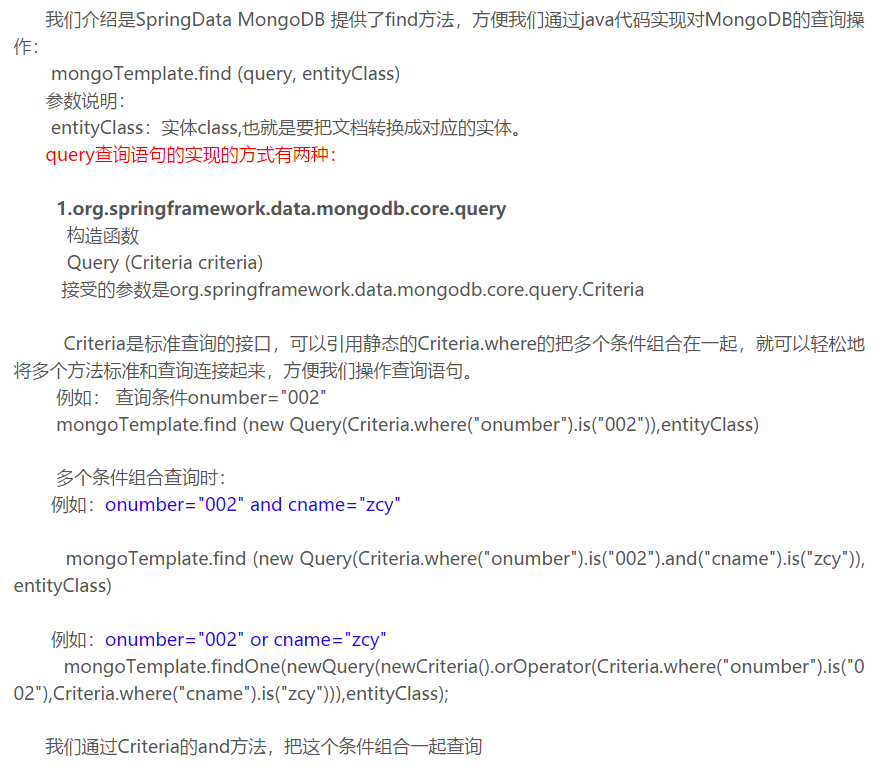 我们介绍是SpringData MongoDB 提供了find方法，方便我们通过java代码实现对MongoDB的查询操
作：
mongoTemplate.find (query, entityClass)
参数说明：
entityClass：实体class,也就是要把文档转换成对应的实体。
query查询语句的实现的方式有两种：
1.org.springframework.data.mongodb.core.query
构造函数
Query (Criteria criteria)
接受的参数是org.springframework.data.mongodb.core.query.Criteria
Criteria是标准查询的接口，可以引用静态的Criteria.where的把多个条件组合在一起，就可以轻松地
将多个方法标准和查询连接起来，方便我们操作查询语句。
例如： 查询条件onumber="002"
mongoTemplate.find (new Query(Criteria.where("onumber").is("002")),entityClass)
多个条件组合查询时：
例如：onumber="002" and cname="zcy"
mongoTemplate.find (new Query(Criteria.where("onumber").is("002").and("cname").is("zcy")),
entityClass)
例如：onumber="002" or cname="zcy"
mongoTemplate.findOne(newQuery(newCriteria().orOperator(Criteria.where("onumber").is("0
02"),Criteria.where("cname").is("zcy"))),entityClass);
我们通过Criteria的and方法，把这个条件组合一起查询